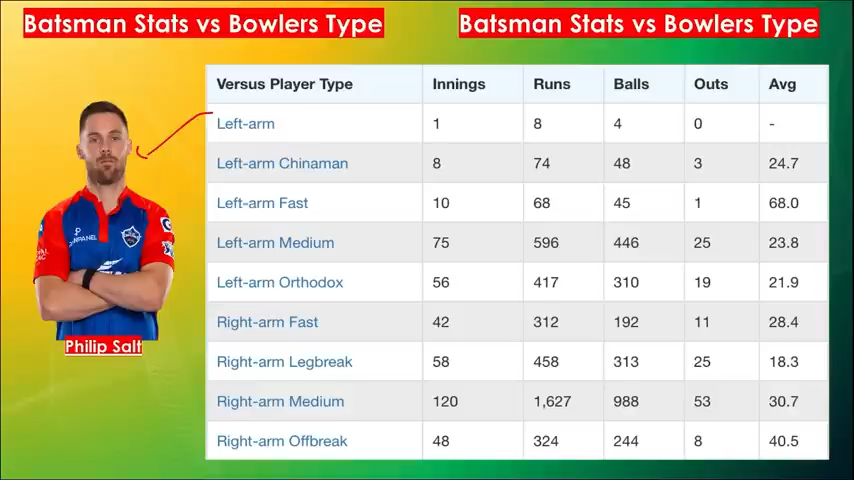 Batsman Stats vs Bowlers Type
Batsman Stats vs Bowlers Type
Versus Player Type Innings Runs Balls Outs Avg
Left-arm 1 8 4 0 -
Left-arm Chinaman 8 74 48 3 24.7
Left-arm Fast 10 68 45 1 68.0
Left-arm Medium 75 596 446 25 23.8
Left-arm Orthodox 56 417 310 19 21.9
Right-arm Fast 42 312 192 11 28.4
Right-arm Legbreak 58 458 313 25 18.3
Right-arm Medium 120 1,627 988 53 30.7
Right-arm Offbreak 48 324 244 8 40.5
Philip Salt